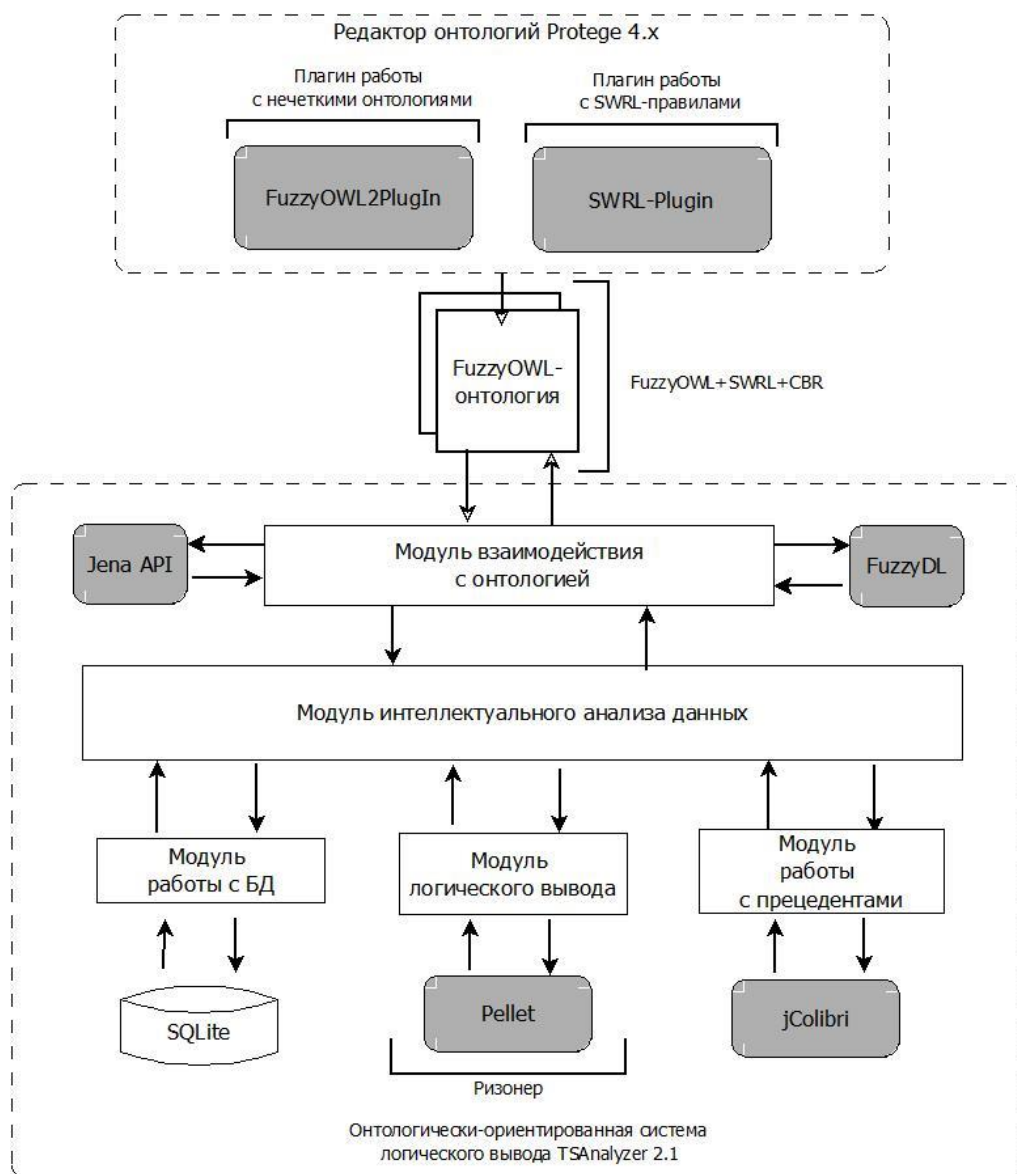 Редактор онтологий Protege 4.x
Плагин работы
с нечеткими онтологиями
Плагин работы
с SWRL-правилами
FuzzyOWL2PlugIn
SWRL-Plugin
FuzzyOWL-
онтология
FuzzyOWL+SWRL+CBR
Jena API
Модуль взаимодействия
с онтологией
FuzzyDL
Модуль интеллектуального анализа данных
Модуль
работы с БД
Модуль
логического вывода
Модуль
работы
с прецедентами
SQLite
Pellet
jColibri
Ризонер
Онтологически-ориентированная система
логического вывода TSAnalyzer 2.1